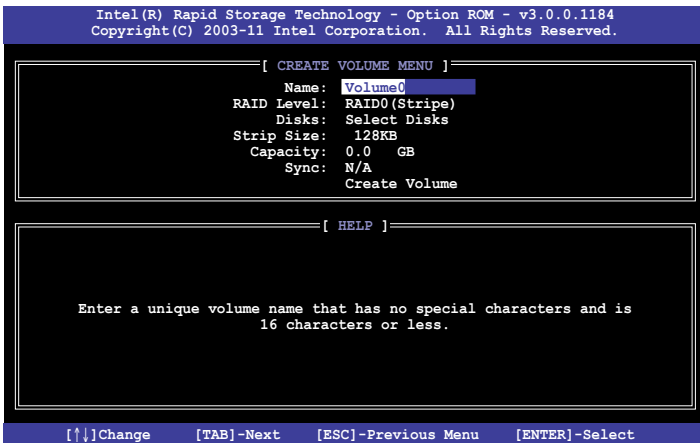 Intel(R) Rapid Storage Technology - Option ROM - v3.0.0.1184
Copyright(C) 2003-11 Intel Corporation. All Rights Reserved.
[ CREATE VOLUME MENU ]
Name: Volume0
RAID Level: RAID0(Stripe)
Disks: Select Disks
Strip Size: 128KB
Capacity: 0.0 GB
Sync: N/A
Create Volume
[ HELP ]
Enter a unique volume name that has no special characters and is
16 characters or less.
[↑↓]Change [TAB]-Next [ESC]-Previous Menu [ENTER]-Select